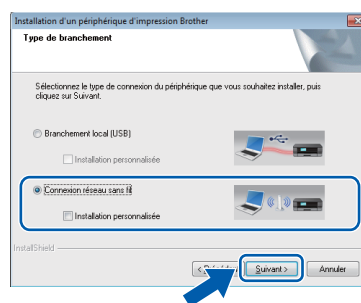 Installation d'un périphérique d'impression Brother
Type de branchement
Sélectionnez le type de connexion du périphérique que vous souhaitez installer, puis
cliquez sur Suivant.
Branchement local (USB)
Installation personnalisée
Connexion réseau sans fil
Installation personnalisée
InstallShield
Suivant > Annuler